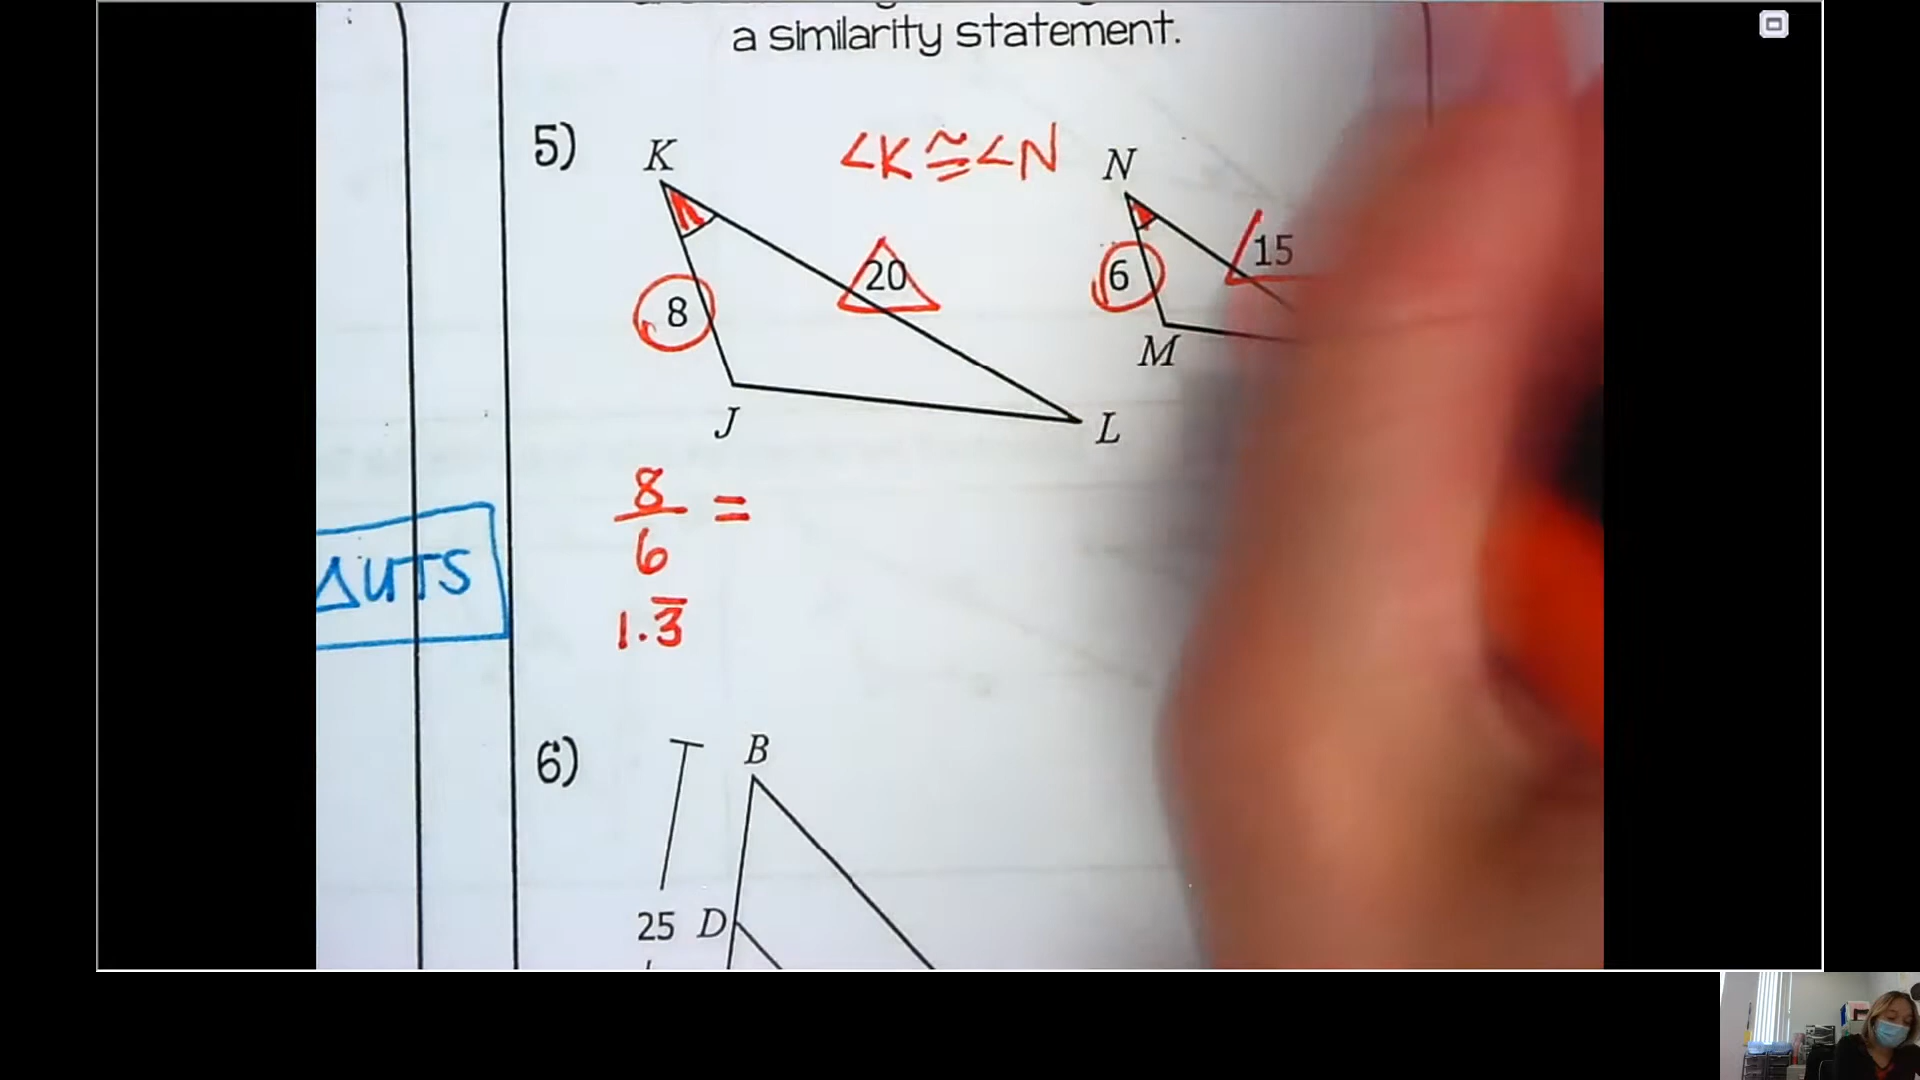 a similarity statement.
5)
K
∠K≅∠N
N
8
20
6
15
J
L
M
8/6 =
1.3̅
ΔUTS
6)
B
25
D